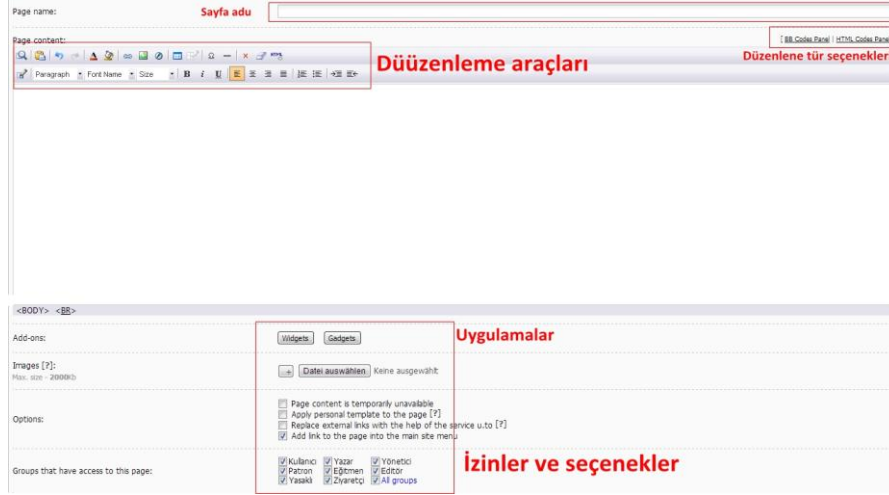 Page name:
Sayfa adu
Page content:
[ BB Codes Panel | HTML Codes Panel
Düzenlene tür seçenekler
Ω HTML
Paragraph Font Name Size B i U
Düüzenleme araçları
<BODY> <BR>
Add-ons:
Widgets Gadgets
Uygulamalar
Images [?]:
Max. size - 2000Kb
+ Datei auswählen Keine ausgewählt
Page content is temporarily unavailable
Apply personal template to the page [?]
Options:
Replace external links with the help of the service u.to [?]
Add link to the page into the main site menu
İzinler ve seçenekler
Groups that have access to this page:
Kullanıcı Yazar Yönetici
Patron Eğitmen Editör
Yasaklı Ziyaretçi All groups